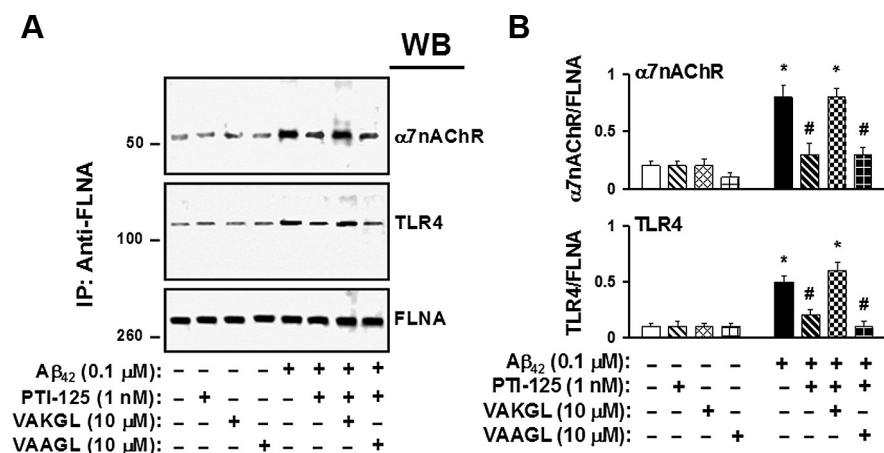 A
WB
IP: Anti-FLNA
50 –
α7nAChR
100 –
TLR4
260 –
FLNA
Aβ42 (0.1 μM): – – – – + + + +
PTI-125 (1 nM): – + – – – + + +
VAKGL (10 μM): – – + – – – + –
VAAGL (10 μM): – – – + – – – +
B
α7nAChR/FLNA
1
0.5
0
α7nAChR
* # * #
TLR4/FLNA
1
0.5
0
TLR4
* # * #
Aβ42 (0.1 μM): – – – – + + + +
PTI-125 (1 nM): – + – – – + + +
VAKGL (10 μM): – – + – – – + –
VAAGL (10 μM): – – – + – – – +